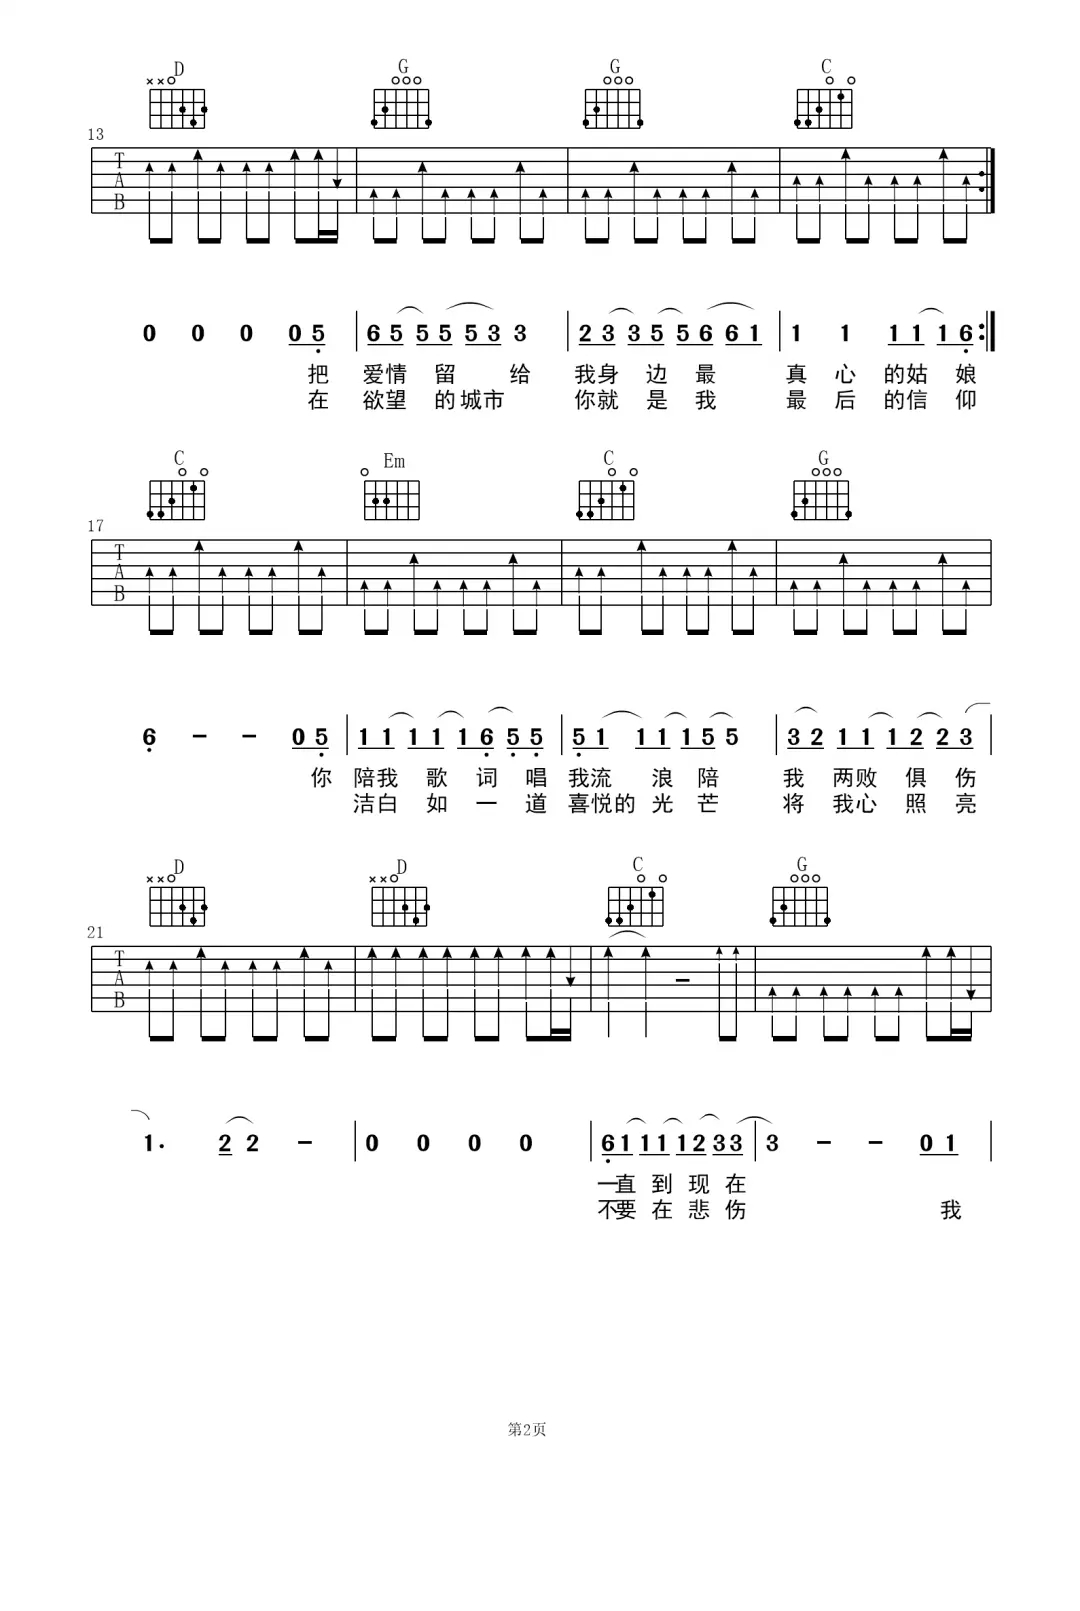 D G G C
13
T
A
B
0 0 0 0 5 | 6 5 5 5 5 3 3 | 2 3 3 5 5 6 6 1 | 1 1 1 1 1 6 :|
把 爱情 留 给 我身 边 最 真 心 的姑 娘
在 欲望 的城市 你就 是 我 最 后 的信 仰
C Em C G
17
T
A
B
6 - - 0 5 | 1 1 1 1 1 6 5 5 | 5 1 1 1 1 5 5 | 3 2 1 1 1 2 2 3 |
你 陪我 歌 词 唱 我流 浪 陪 我 两败 俱 伤
洁白 如 一 道 喜悦的 光 芒 将 我心 照 亮
D D C G
21
T
A
B
1. 2 2 - | 0 0 0 0 | 6 1 1 1 1 2 3 3 | 3 - - 0 1 |
一直 到 现 在
不要 在 悲 伤 我
第2页